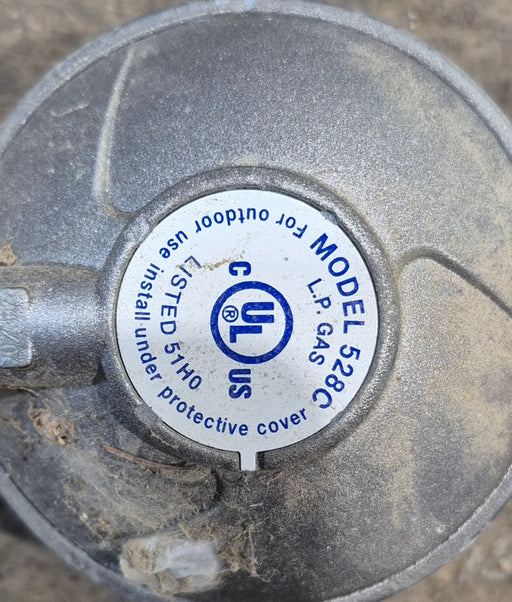 MODEL 528C
L.P. GAS
C UL ® US
LISTED 51H0
For outdoor use install under protective cover